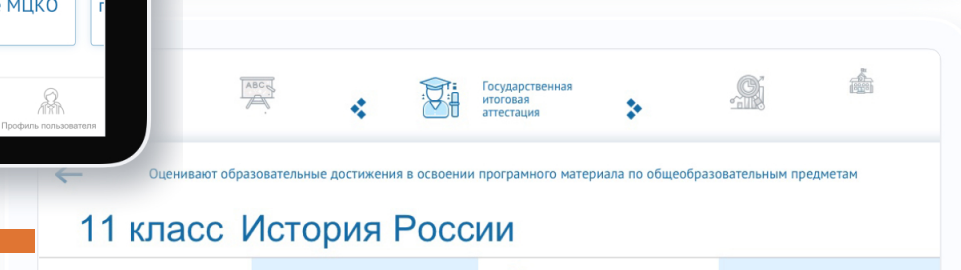 МЦКО
ABC
Профиль пользователя
Государственная
итоговая
аттестация
Оценивают образовательные достижения в освоении програмного материала по общеобразовательным предметам
11 класс История России